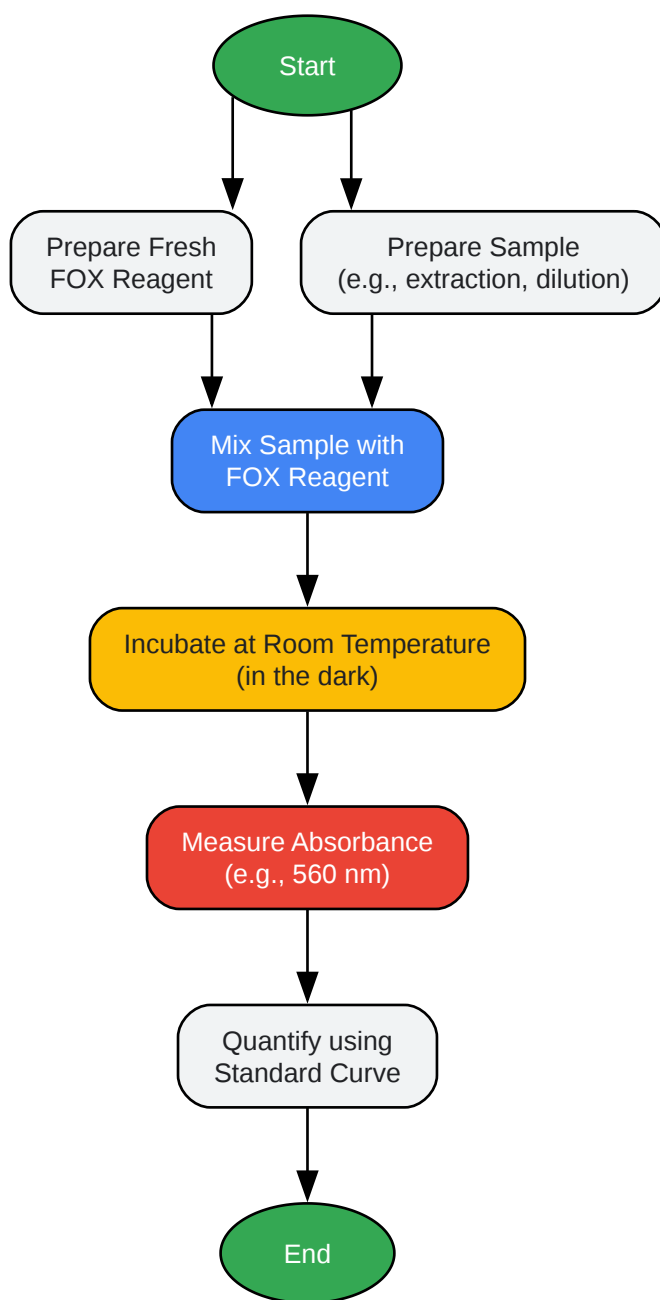 Start
Prepare Fresh
FOX Reagent
Prepare Sample
(e.g., extraction, dilution)
Mix Sample with
FOX Reagent
Incubate at Room Temperature
(in the dark)
Measure Absorbance
(e.g., 560 nm)
Quantify using
Standard Curve
End